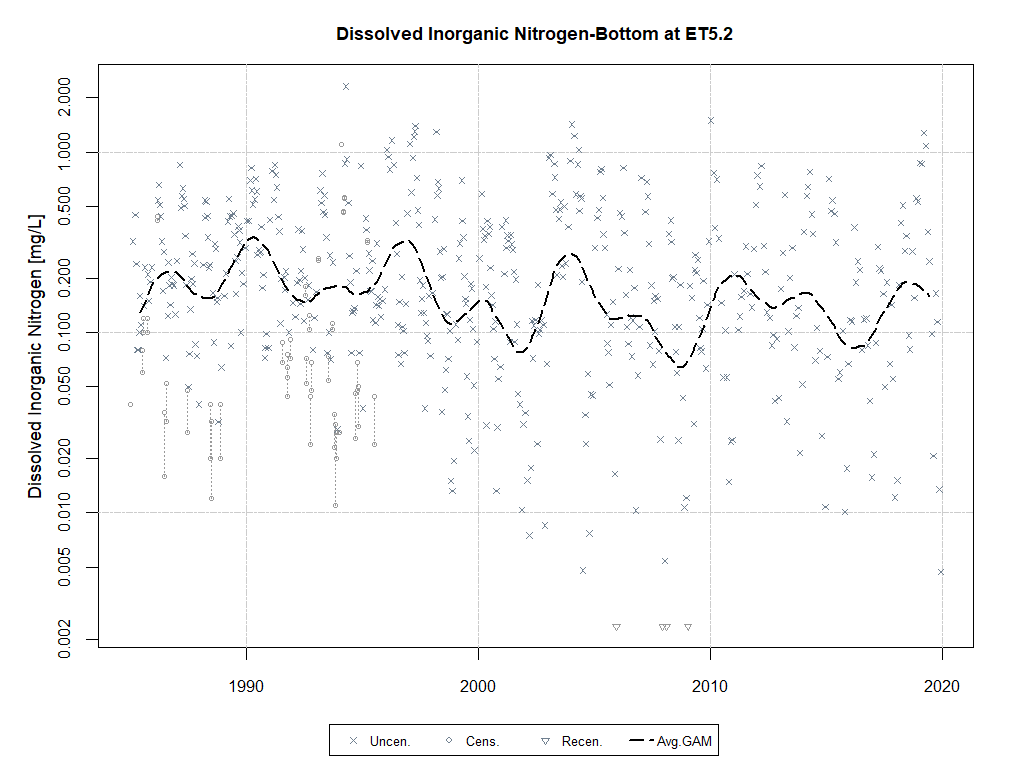 Dissolved Inorganic Nitrogen-Bottom at ET5.2
Dissolved Inorganic Nitrogen [mg/L]
2.000
1.000
0.500
0.200
0.100
0.050
0.020
0.010
0.005
0.002
1990 2000 2010 2020
Uncen. Cens. Recen. Avg.GAM